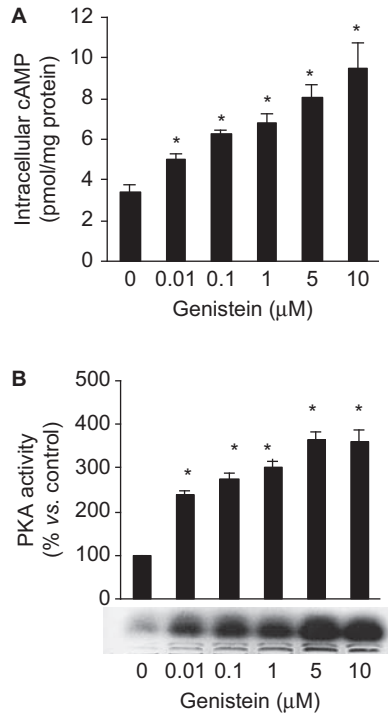 A
Intracellular cAMP
(pmol/mg protein)
12
10
8
6
4
2
0
* * * * *
0 0.01 0.1 1 5 10
Genistein (μM)
B
PKA activity
(% vs. control)
500
400
300
200
100
0
* * * * *
0 0.01 0.1 1 5 10
Genistein (μM)